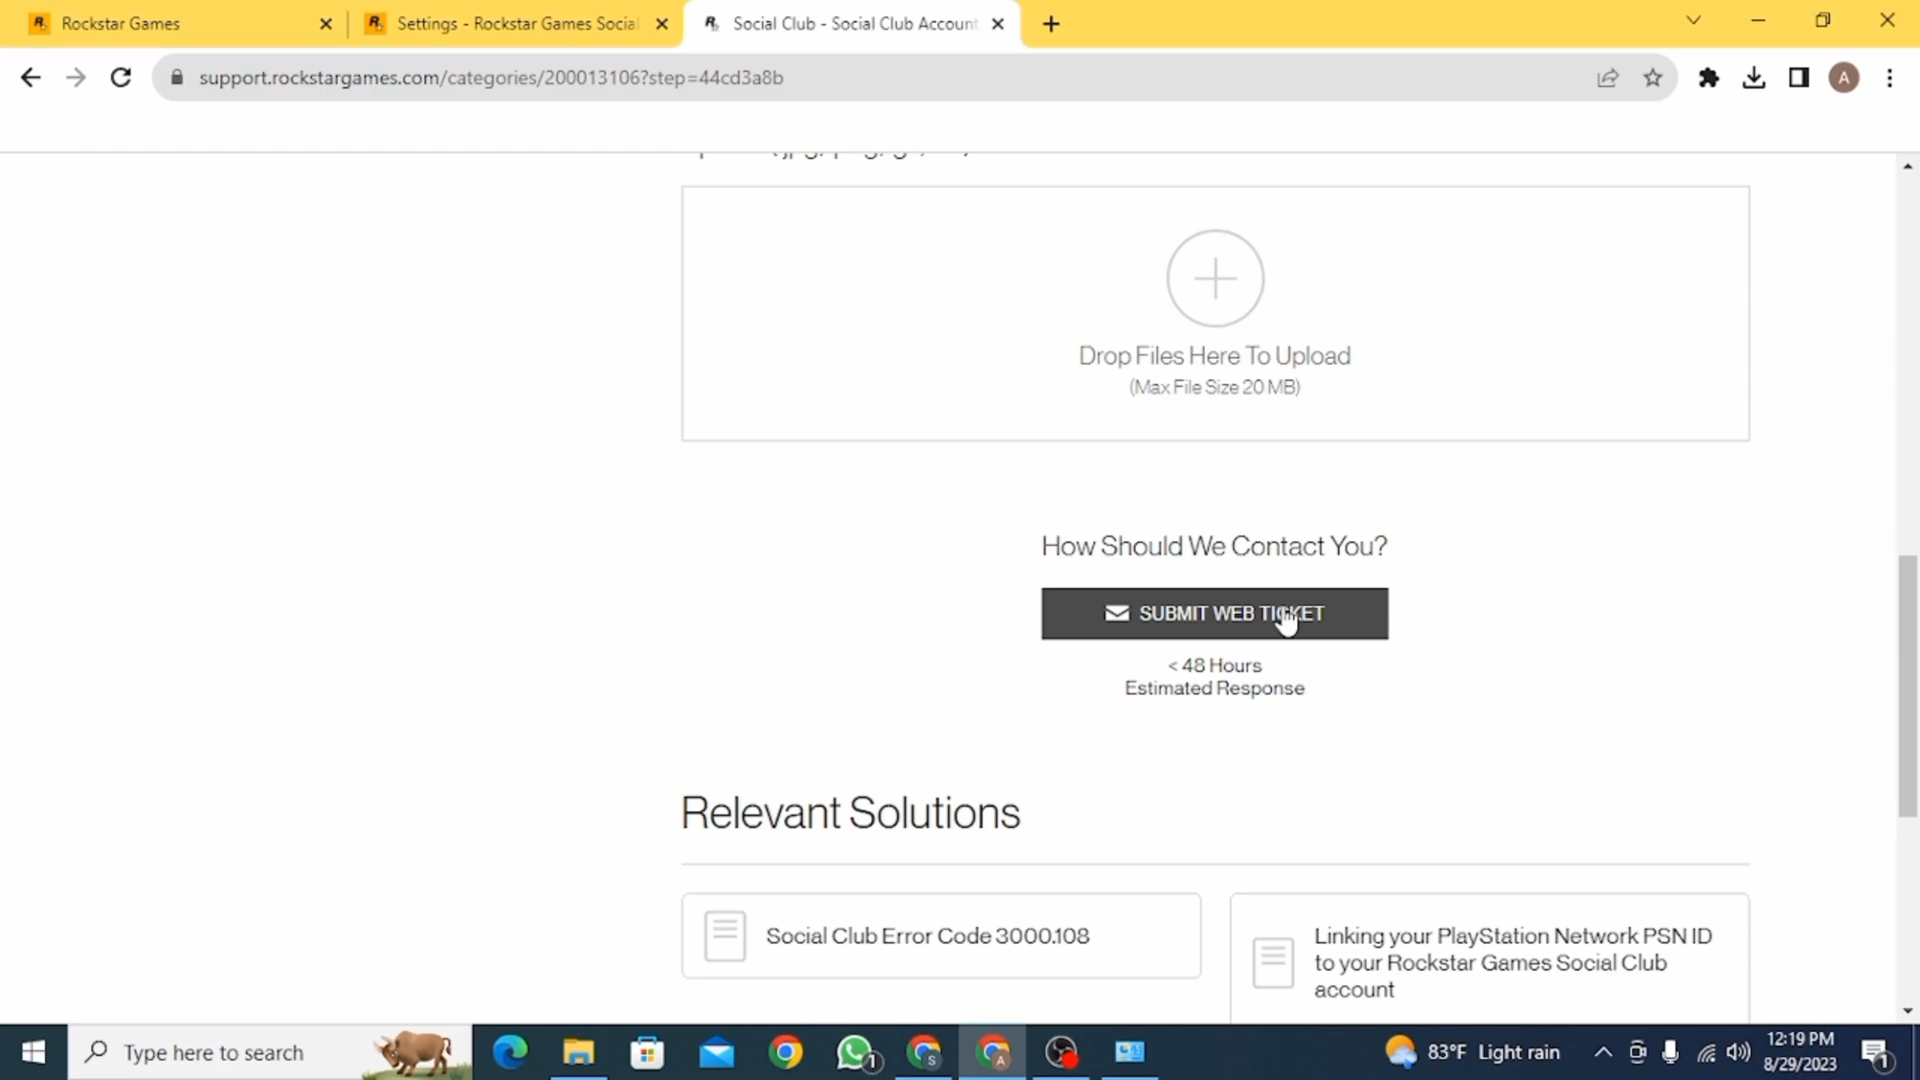 Rockstar Games
Settings - Rockstar Games Social
Social Club - Social Club Account
support.rockstargames.com/categories/200013106?step=44cd3a8b
A
Drop Files Here To Upload
(Max File Size 20 MB)
How Should We Contact You?
SUBMIT WEB TICKET
< 48 Hours
Estimated Response
Relevant Solutions
Social Club Error Code 3000.108
Linking your PlayStation Network PSN ID
to your Rockstar Games Social Club
account
Type here to search
1
S
A
83°F Light rain
12:19 PM
8/29/2023
1